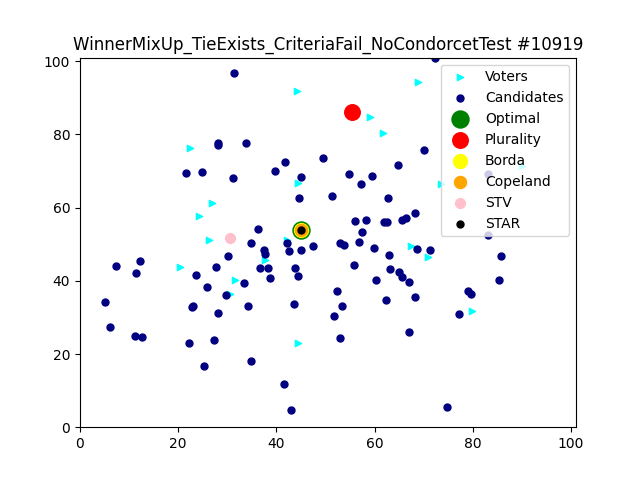 WinnerMixUp_TieExists_CriteriaFail_NoCondorcetTest #10919
100
80
60
40
20
0
0 20 40 60 80 100
Voters
Candidates
Optimal
Plurality
Borda
Copeland
STV
STAR